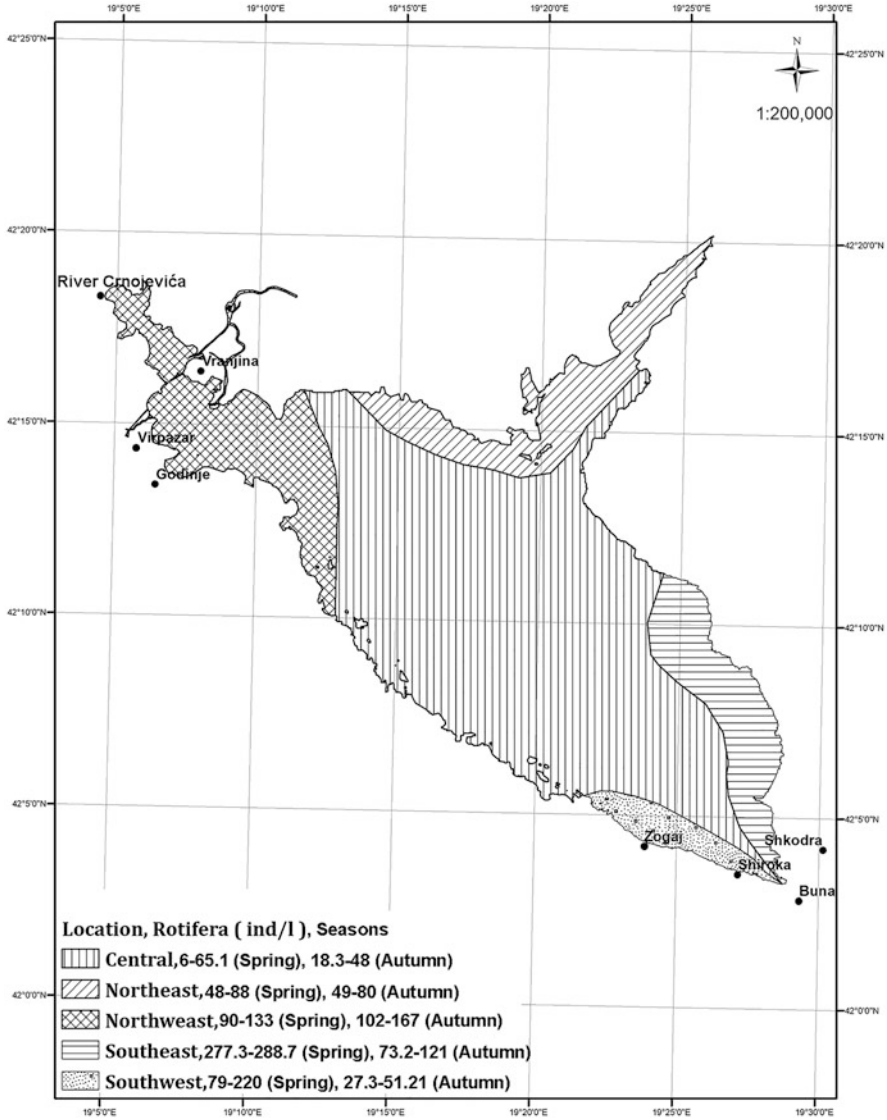 19°5'0"E 19°10'0"E 19°15'0"E 19°20'0"E 19°25'0"E 19°30'0"E
42°25'0"N 42°25'0"N
N
1:200,000
42°20'0"N 42°20'0"N
River Crnojevića
Vranjina
42°15'0"N 42°15'0"N
Virpazar
Godinje
42°10'0"N 42°10'0"N
42°5'0"N 42°5'0"N
Zogaj
Shkodra
Shiroka
Buna
Location, Rotifera ( ind/l ), Seasons
Central,6-65.1 (Spring), 18.3-48 (Autumn)
Northeast,48-88 (Spring), 49-80 (Autumn)
42°0'0"N 42°0'0"N
Northweast,90-133 (Spring), 102-167 (Autumn)
Southeast,277.3-288.7 (Spring), 73.2-121 (Autumn)
Southwest,79-220 (Spring), 27.3-51.21 (Autumn)
19°5'0"E 19°10'0"E 19°15'0"E 19°20'0"E 19°25'0"E 19°30'0"E